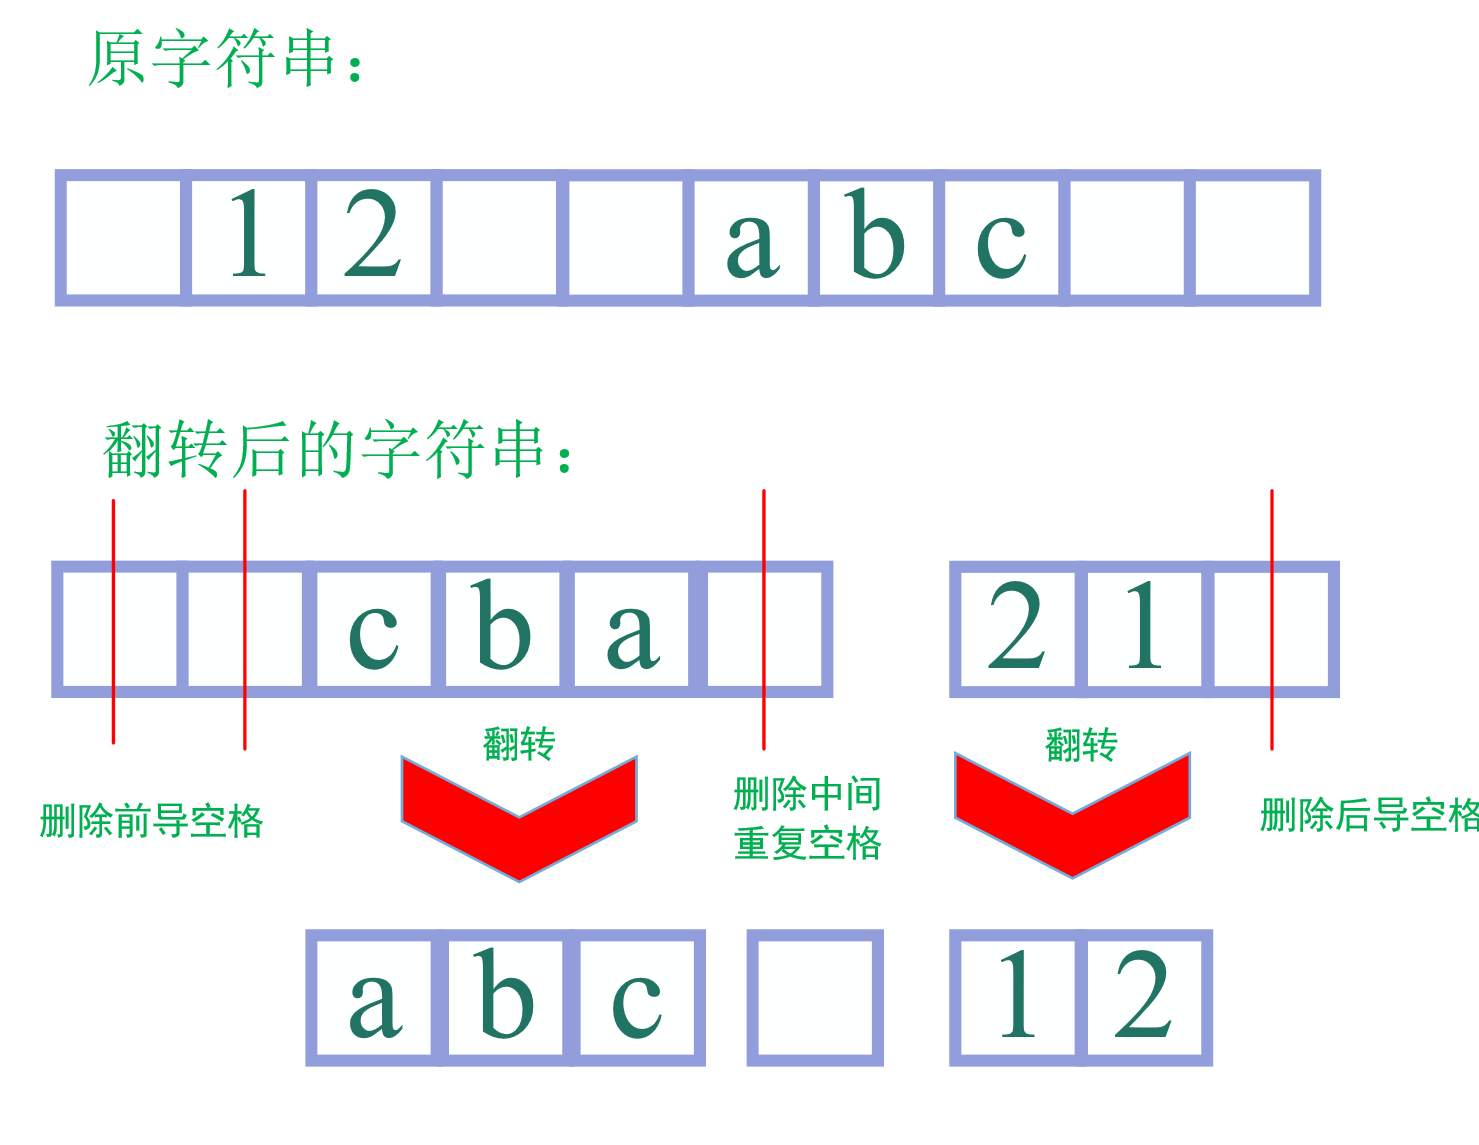 原字符串：
1 2 a b c
翻转后的字符串：
c b a 2 1
翻转
翻转
删除前导空格
删除中间
重复空格
删除后导空格
a b c 1 2